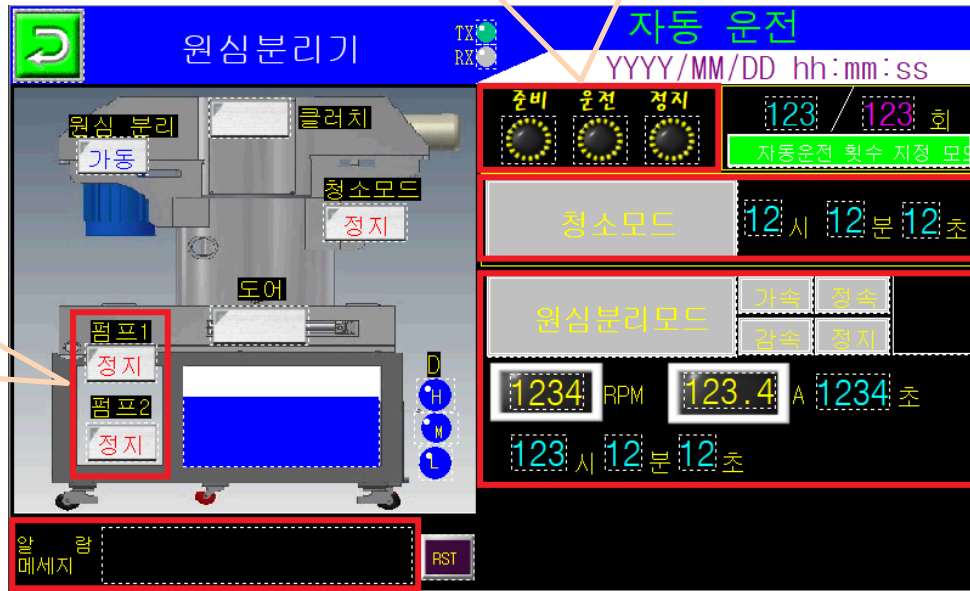 원심분리기
TX
RX
자동 운전
YYYY/MM/DD hh:mm:ss
원심 분리
가동
클러치
청소모드
정지
도어
펌프1
정지
펌프2
정지
D
H
M
L
알 람
메세지
RST
준비 운전 정지
123 / 123 회
자동운전 횟수 지정 모
청소모드
12 시 12 분 12 초
원심분리모드
가속 정속
감속 정지
1234 RPM 123.4 A 1234 초
123 시 12 분 12 초